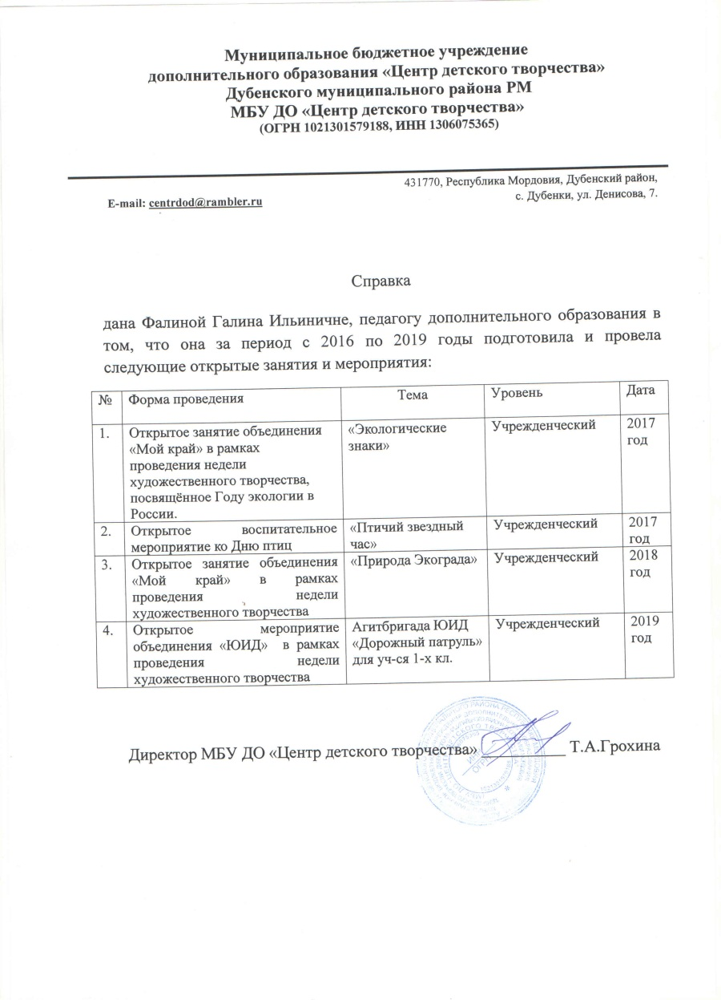 Муниципальное бюджетное учреждение
дополнительного образования «Центр детского творчества»
Дубенского муниципального района РМ
МБУ ДО «Центр детского творчества»
(ОГРН 1021301579188, ИНН 1306075365)
431770, Республика Мордовия, Дубенский район,
E-mail: centrdod@rambler.ru
с. Дубенки, ул. Денисова, 7.
Справка
дана Фалиной Галина Ильиничне, педагогу дополнительного образования в
том, что она за период с 2016 по 2019 годы подготовила и провела
следующие открытые занятия и мероприятия:
№ Форма проведения Тема Уровень Дата
1. Открытое занятие объединения «Экологические Учрежденческий 2017
«Мой край» в рамках знаки» год
проведения недели
художественного творчества,
посвящённое Году экологии в
России.
2. Открытое воспитательное «Птичий звездный Учрежденческий 2017
мероприятие ко Дню птиц час» год
3. Открытое занятие объединения «Природа Экограда» Учрежденческий 2018
«Мой край» в рамках год
проведения недели
художественного творчества
4. Открытое мероприятие Агитбригада ЮИД Учрежденческий 2019
объединения «ЮИД» в рамках «Дорожный патруль» год
проведения недели для уч-ся 1-х кл.
художественного творчества
Директор МБУ ДО «Центр детского творчества» Т.А.Грохина